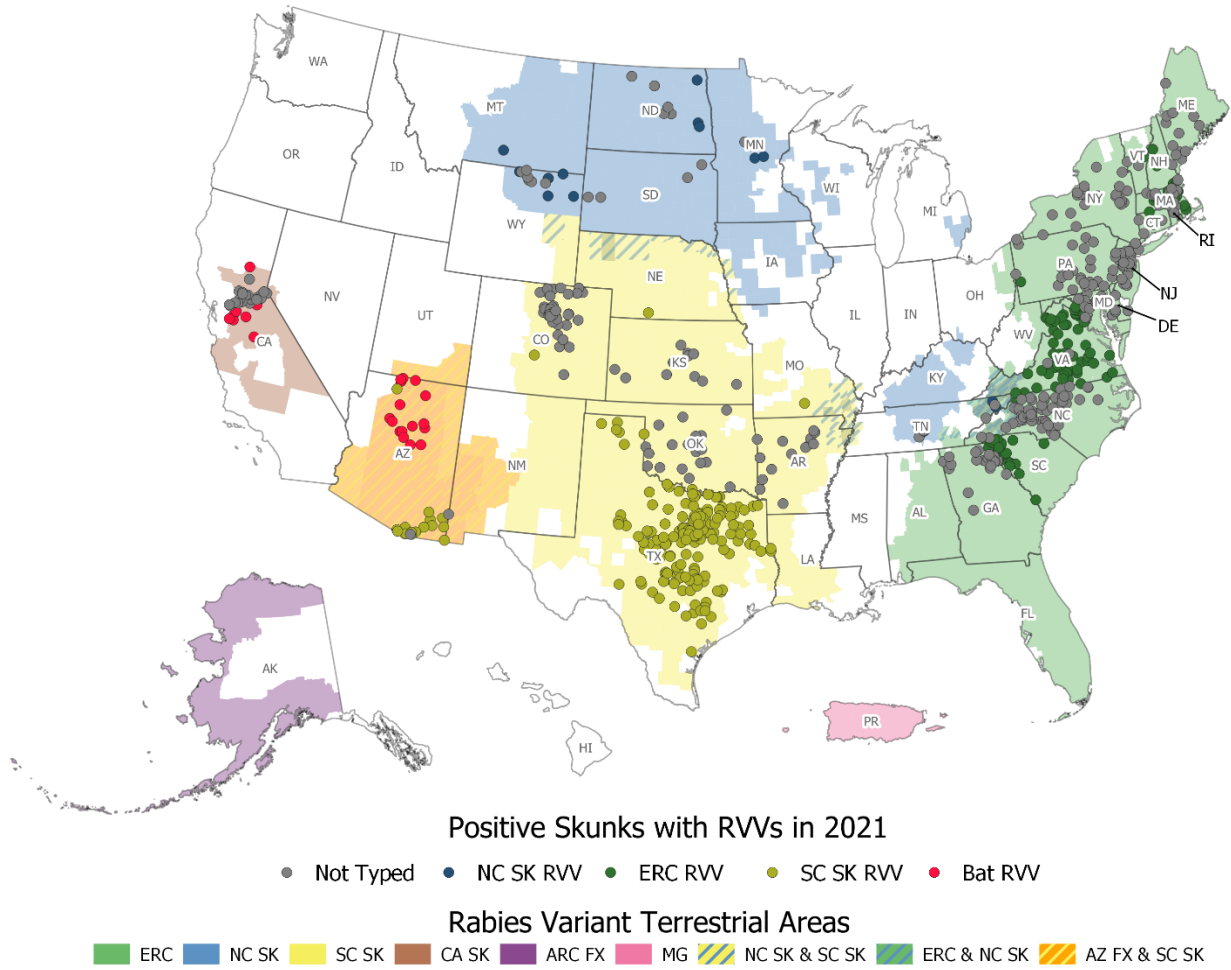 WA
MT
ND
MN
ME
VT
NH
OR
ID
SD
WI
NY
MA
MI
CT
RI
WY
IA
PA
NE
NJ
OH
MD
NV
UT
IL
IN
DE
CO
WV
CA
KS
MO
VA
KY
NC
TN
OK
AZ
NM
AR
SC
GA
MS
AL
TX
LA
FL
AK
PR
HI
Positive Skunks with RVVs in 2021
Not Typed NC SK RVV ERC RVV SC SK RVV Bat RVV
Rabies Variant Terrestrial Areas
ERC NC SK SC SK CA SK ARC FX MG NC SK & SC SK ERC & NC SK AZ FX & SC SK